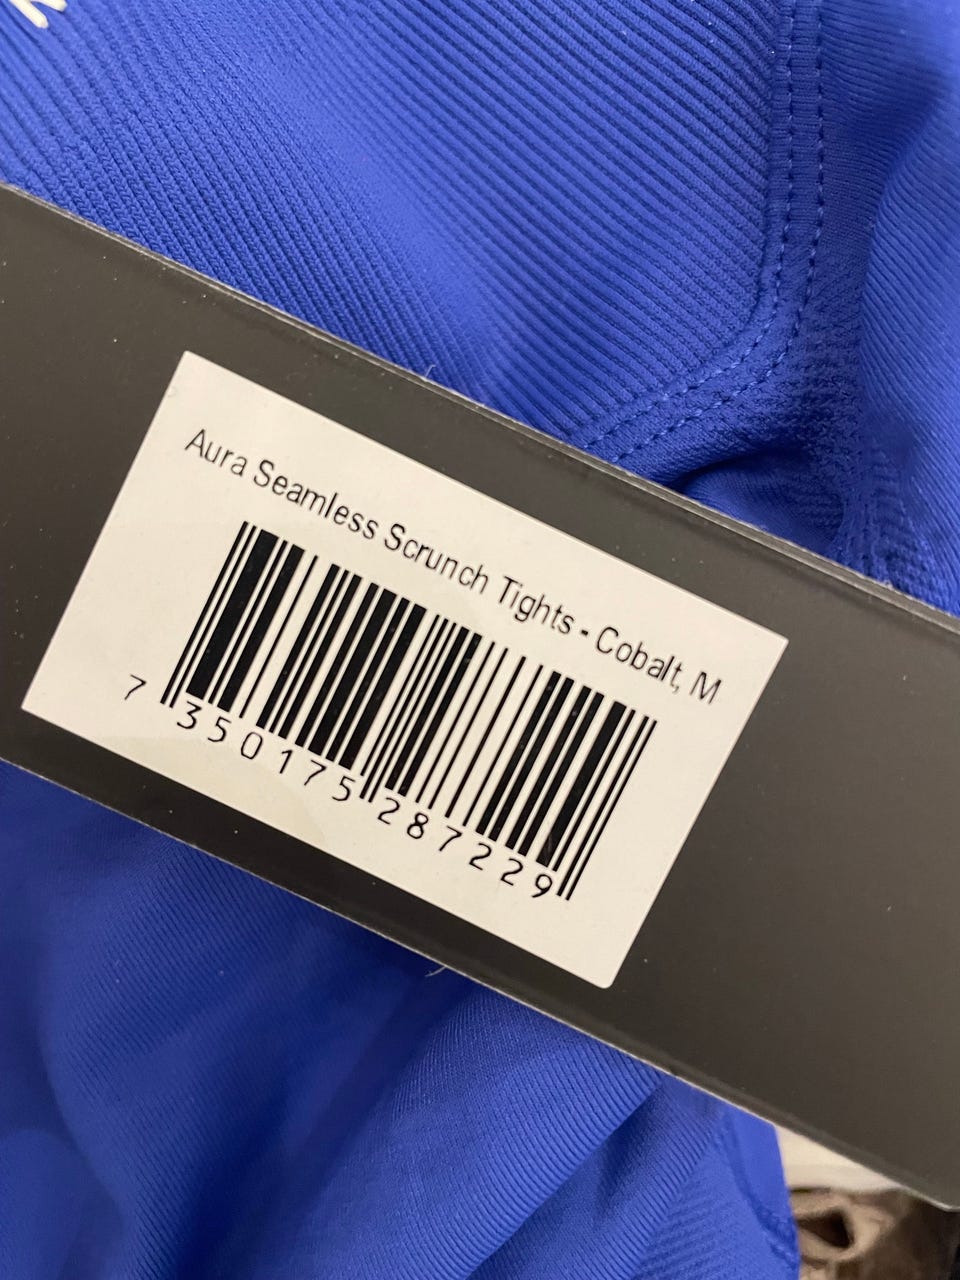 Aura Seamless Scrunch Tights - Cobalt, M
7 350175 287229